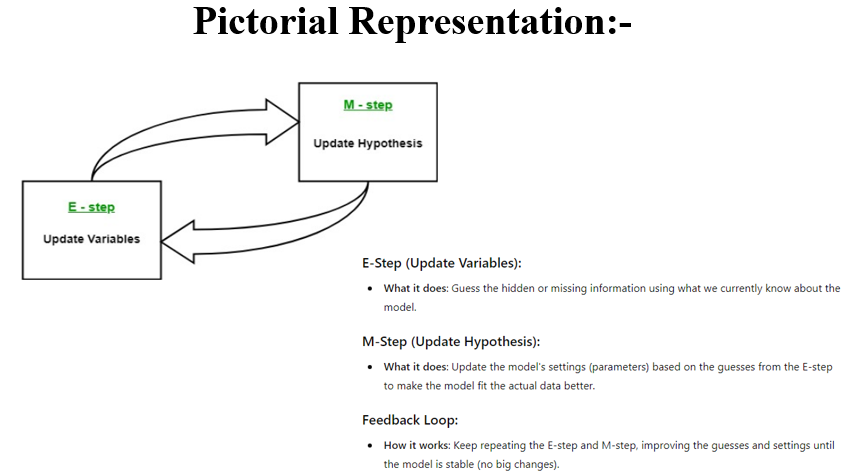 Pictorial Representation:-
M - step
Update Hypothesis
E - step
Update Variables
E-Step (Update Variables):
• What it does: Guess the hidden or missing information using what we currently know about the
model.
M-Step (Update Hypothesis):
• What it does: Update the model's settings (parameters) based on the guesses from the E-step
to make the model fit the actual data better.
Feedback Loop:
• How it works: Keep repeating the E-step and M-step, improving the guesses and settings until
the model is stable (no big changes).